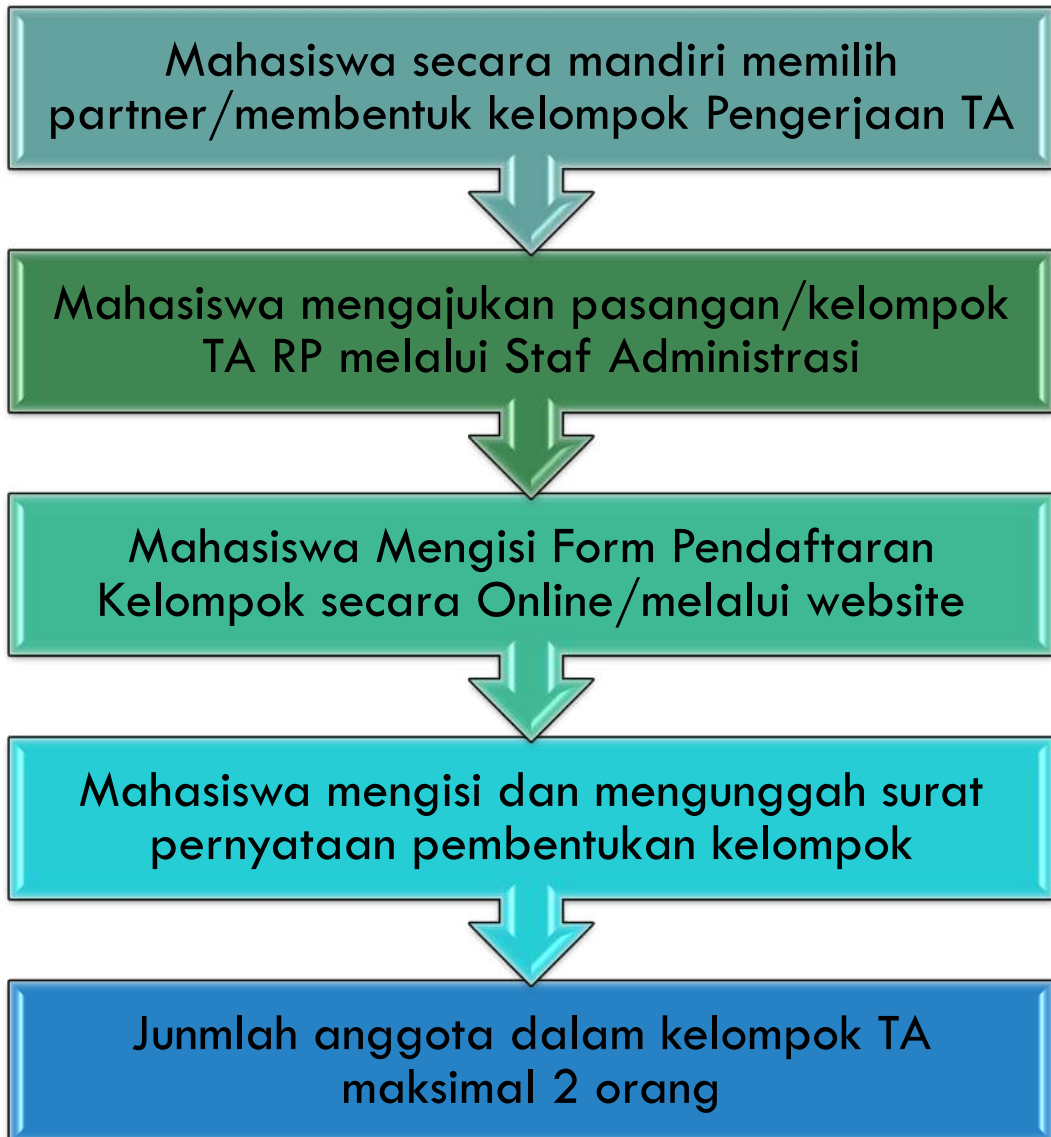 Mahasiswa secara mandiri memilih
partner/membentuk kelompok Pengerjaan TA
Mahasiswa mengajukan pasangan/kelompok
TA RP melalui Staf Administrasi
Mahasiswa Mengisi Form Pendaftaran
Kelompok secara Online/melalui website
Mahasiswa mengisi dan mengunggah surat
pernyataan pembentukan kelompok
Junmlah anggota dalam kelompok TA
maksimal 2 orang